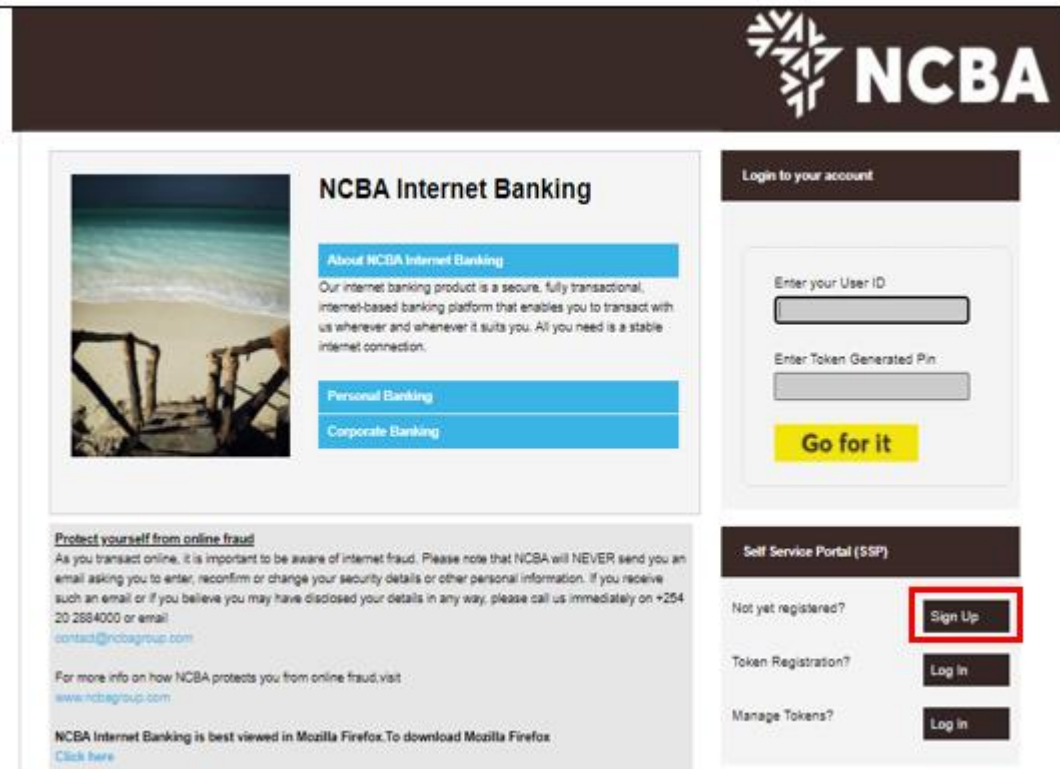 NCBA
NCBA Internet Banking
About NCBA Internet Banking
Our internet banking product is a secure, fully transactional,
internet-based banking platform that enables you to transact with
us wherever and whenever it suits you. All you need is a stable
internet connection.
Personal Banking
Corporate Banking
Login to your account
Enter your User ID
Enter Token Generated Pin
Go for it
Protect yourself from online fraud
As you transact online, it is important to be aware of internet fraud. Please note that NCBA will NEVER send you an
email asking you to enter, reconfirm or change your security details or other personal information. If you receive
such an email or if you believe you may have disclosed your details in any way, please call us immediately on +254
20 2884000 or email
contact@ncbagroup.com
For more info on how NCBA protects you from online fraud,visit
www.ncbagroup.com
NCBA Internet Banking is best viewed in Mozilla Firefox.To download Mozilla Firefox
Click here
Self Service Portal (SSP)
Not yet registered?
Sign Up
Token Registration?
Log In
Manage Tokens?
Log in